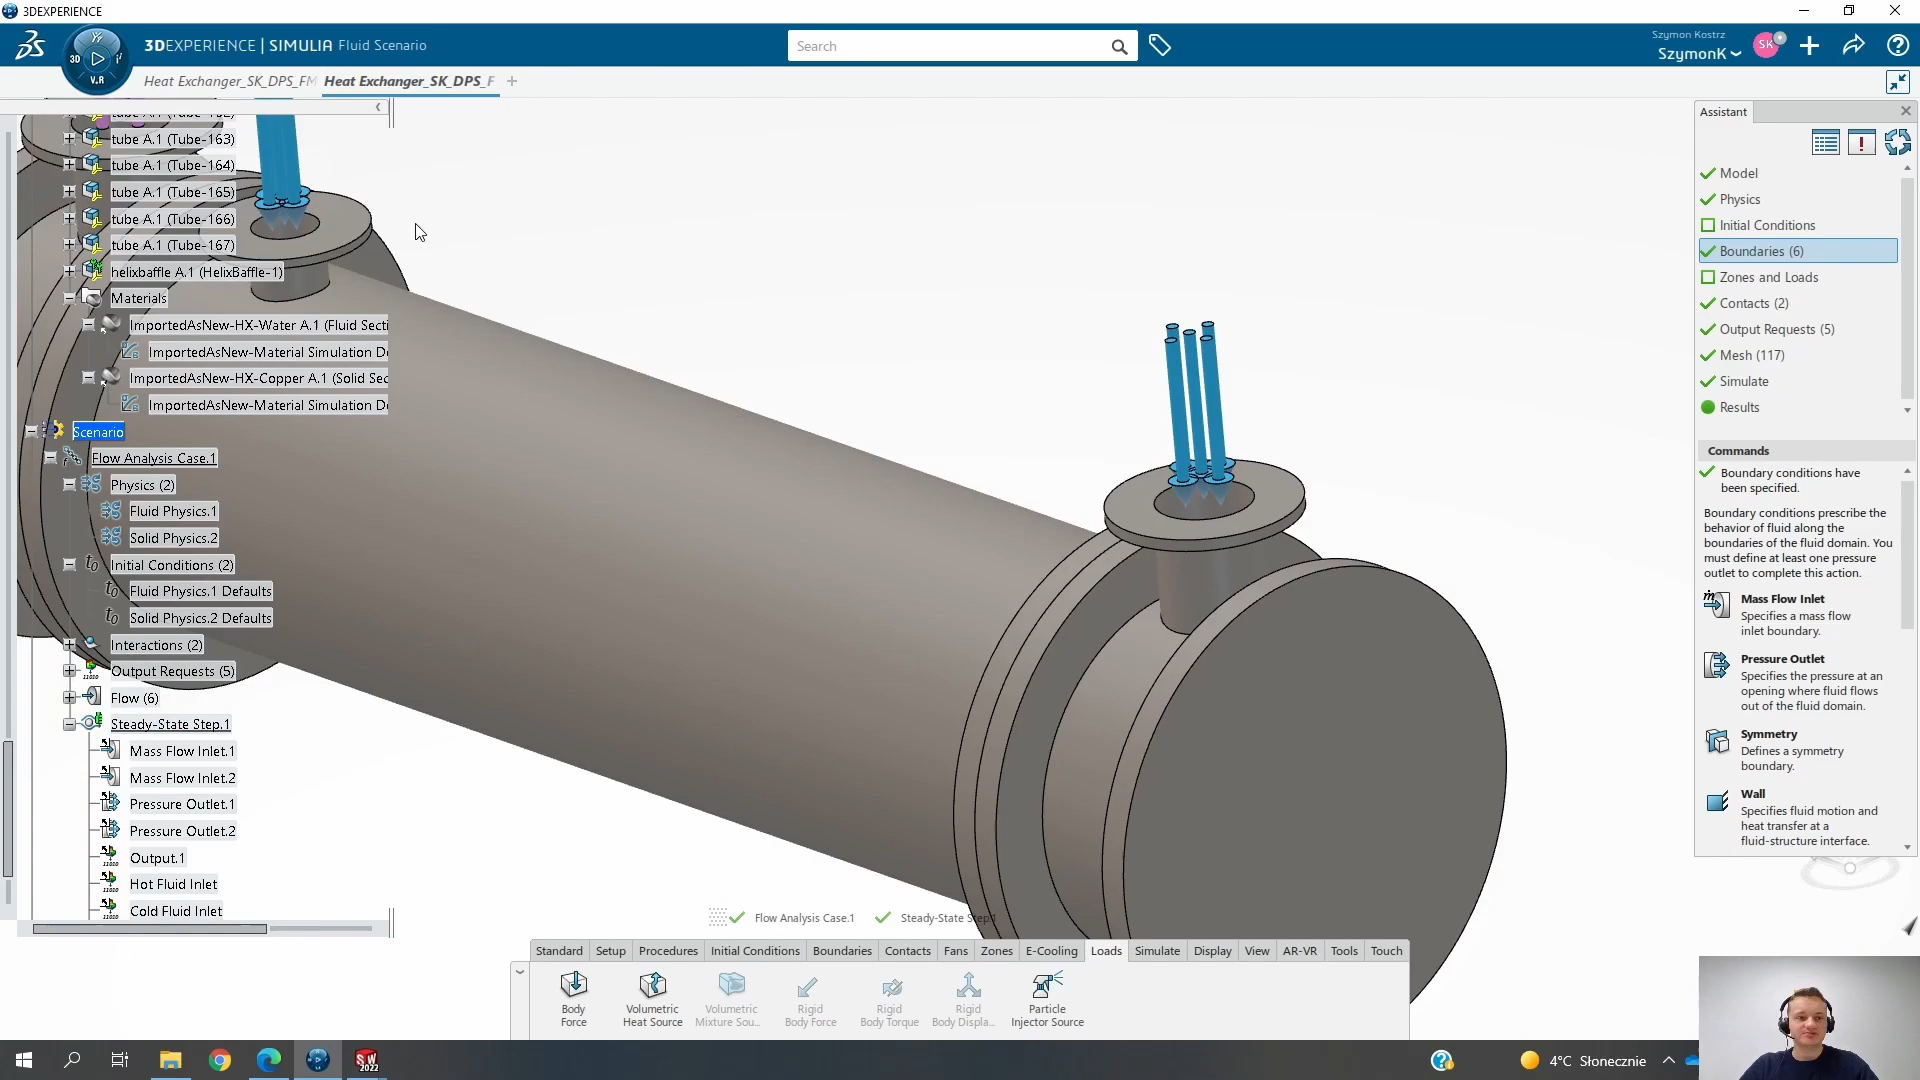 3DEXPERIENCE
3DEXPERIENCE | SIMULIA Fluid Scenario
3D
V.R
Search
Szymon Kostrz
SzymonK
SK
Heat Exchanger_SK_DPS_FM
Heat Exchanger_SK_DPS_F
tube A.1 (Tube-163)
tube A.1 (Tube-164)
tube A.1 (Tube-165)
tube A.1 (Tube-166)
tube A.1 (Tube-167)
helixbaffle A.1 (HelixBaffle-1)
Materials
ImportedAsNew-HX-Water A.1 (Fluid Secti
ImportedAsNew-Material Simulation D
ImportedAsNew-HX-Copper A.1 (Solid Sec
ImportedAsNew-Material Simulation D
Scenario
Flow Analysis Case.1
Physics (2)
Fluid Physics.1
Solid Physics.2
Initial Conditions (2)
Fluid Physics.1 Defaults
Solid Physics.2 Defaults
Interactions (2)
Output Requests (5)
Flow (6)
Steady-State Step.1
Mass Flow Inlet.1
Mass Flow Inlet.2
Pressure Outlet.1
Pressure Outlet.2
Output.1
Hot Fluid Inlet
Cold Fluid Inlet
Assistant
Model
Physics
Initial Conditions
Boundaries (6)
Zones and Loads
Contacts (2)
Output Requests (5)
Mesh (117)
Simulate
Results
Commands
Boundary conditions have
been specified.
Boundary conditions prescribe the
behavior of fluid along the
boundaries of the fluid domain. You
must define at least one pressure
outlet to complete this action.
Mass Flow Inlet
Specifies a mass flow
inlet boundary.
Pressure Outlet
Specifies the pressure at an
opening where fluid flows
out of the fluid domain.
Symmetry
Defines a symmetry
boundary.
Wall
Specifies fluid motion and
heat transfer at a
fluid-structure interface.
Flow Analysis Case.1 Steady-State Step.1
Standard Setup Procedures Initial Conditions Boundaries Contacts Fans Zones E-Cooling Loads Simulate Display View AR-VR Tools Touch
Body
Force
Volumetric
Heat Source
Volumetric
Mixture Sou...
Rigid
Body Force
Rigid
Body Torque
Rigid
Body Displa...
Particle
Injector Source
SW
2022
4°C Słonecznie